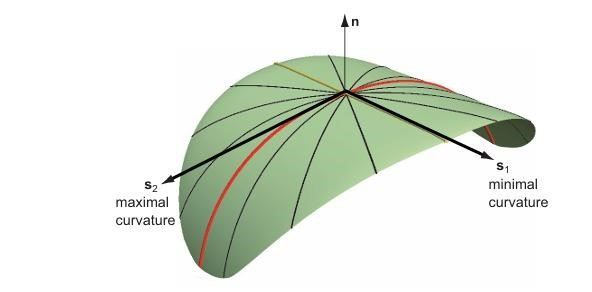 n
s₂
maximal
curvature
s₁
minimal
curvature